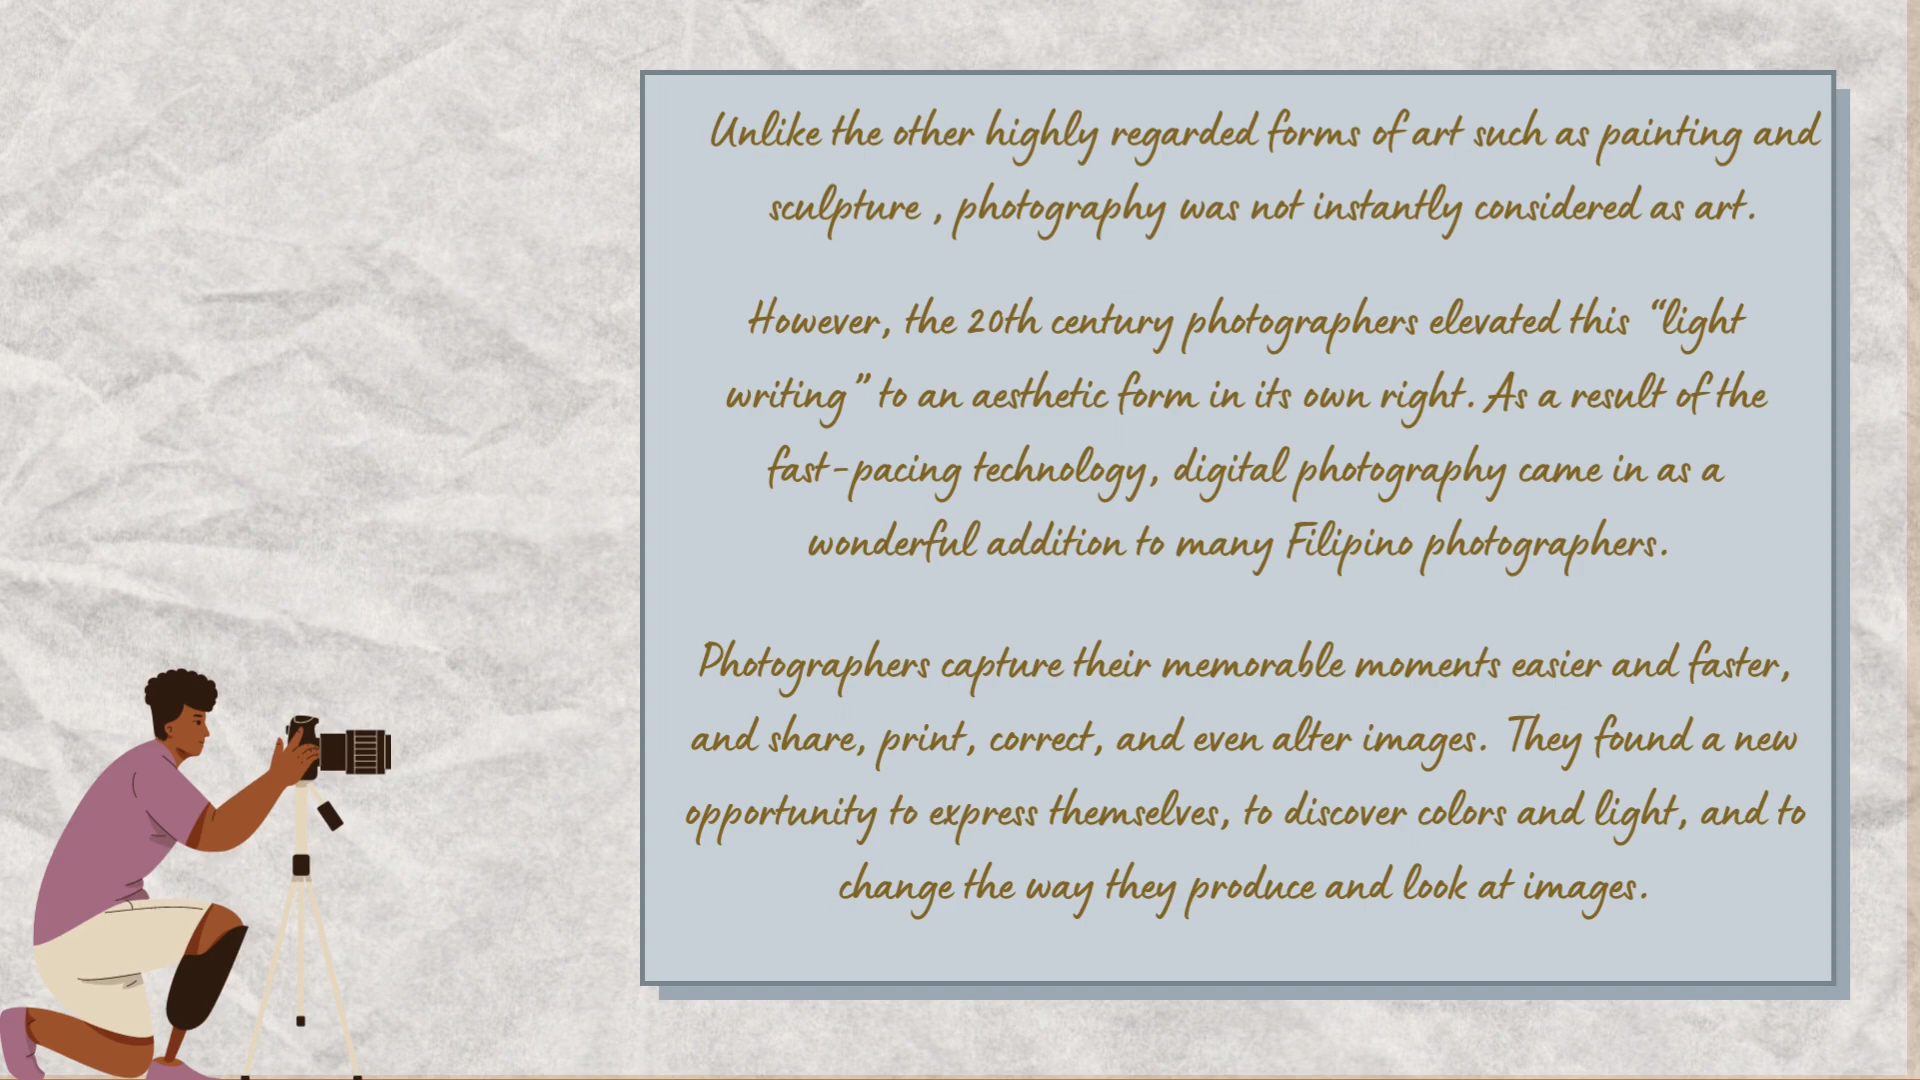 Unlike the other highly regarded forms of art such as painting and
sculpture , photography was not instantly considered as art.
However, the 20th century photographers elevated this “light
writing” to an aesthetic form in its own right. As a result of the
fast-pacing technology, digital photography came in as a
wonderful addition to many Filipino photographers.
Photographers capture their memorable moments easier and faster,
and share, print, correct, and even alter images. They found a new
opportunity to express themselves, to discover colors and light, and to
change the way they produce and look at images.